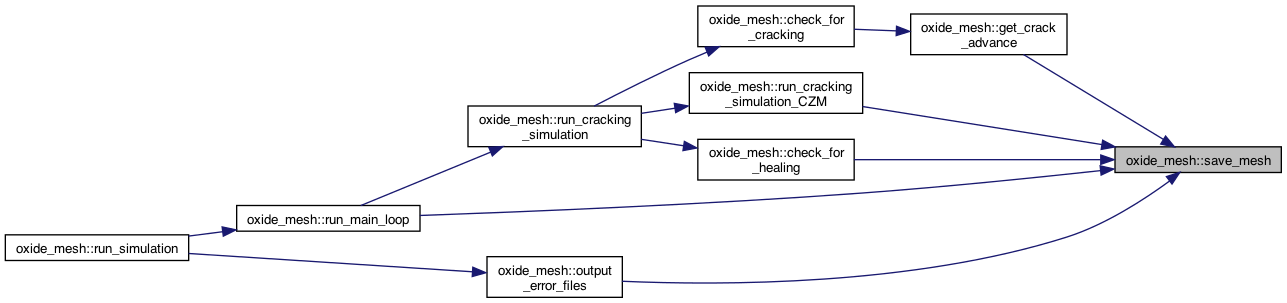 oxide_mesh::check_for
_cracking
oxide_mesh::get_crack
_advance
oxide_mesh::run_cracking
_simulation_CZM
oxide_mesh::run_cracking
_simulation
oxide_mesh::check_for
_healing
oxide_mesh::save_mesh
oxide_mesh::run_main_loop
oxide_mesh::run_simulation
oxide_mesh::output
_error_files